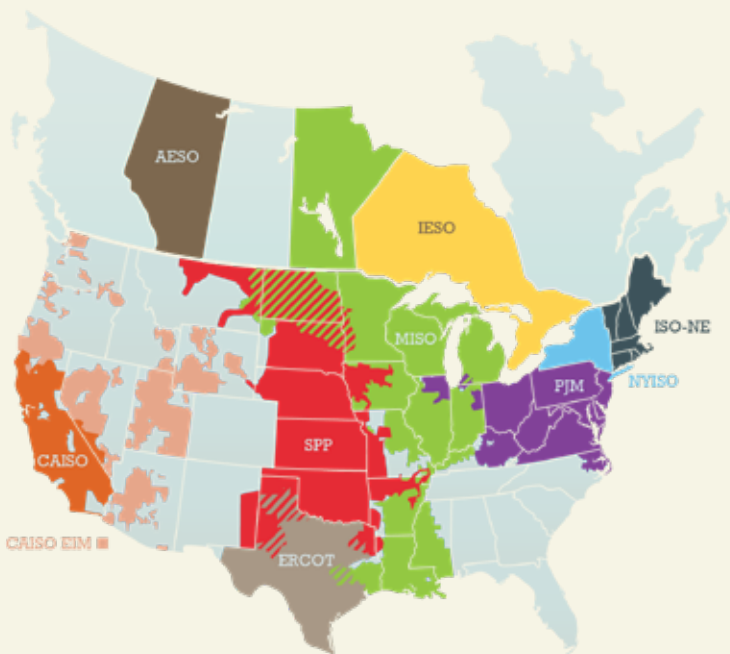 AESO
IESO
MISO
ISO-NE
NYISO
PJM
SPP
CAISO
CAISO EIM
ERCOT